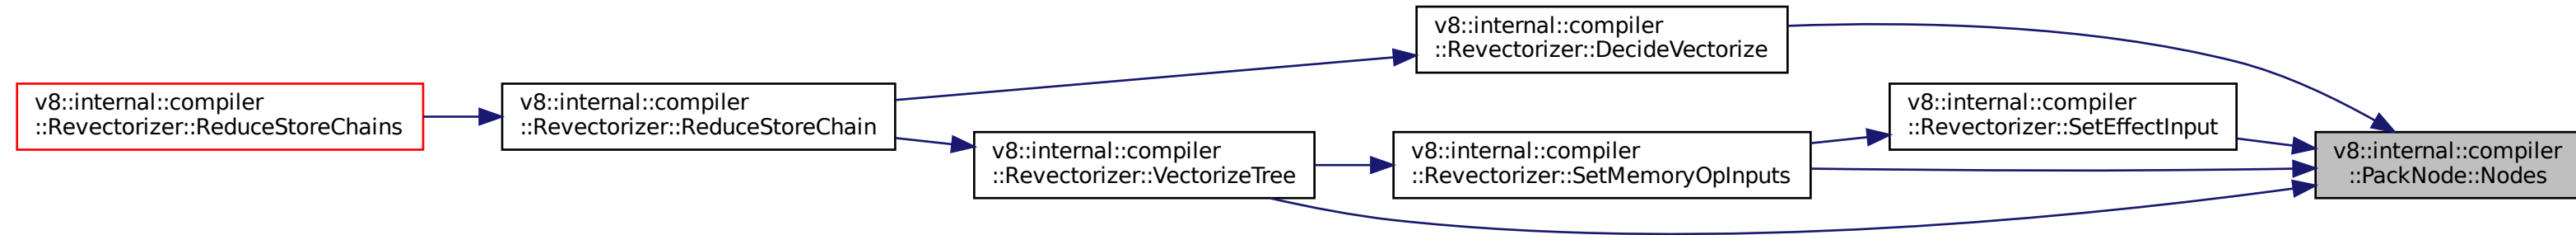 v8::internal::compiler
::Revectorizer::ReduceStoreChains
v8::internal::compiler
::Revectorizer::ReduceStoreChain
v8::internal::compiler
::Revectorizer::DecideVectorize
v8::internal::compiler
::Revectorizer::VectorizeTree
v8::internal::compiler
::Revectorizer::SetMemoryOpInputs
v8::internal::compiler
::Revectorizer::SetEffectInput
v8::internal::compiler
::PackNode::Nodes